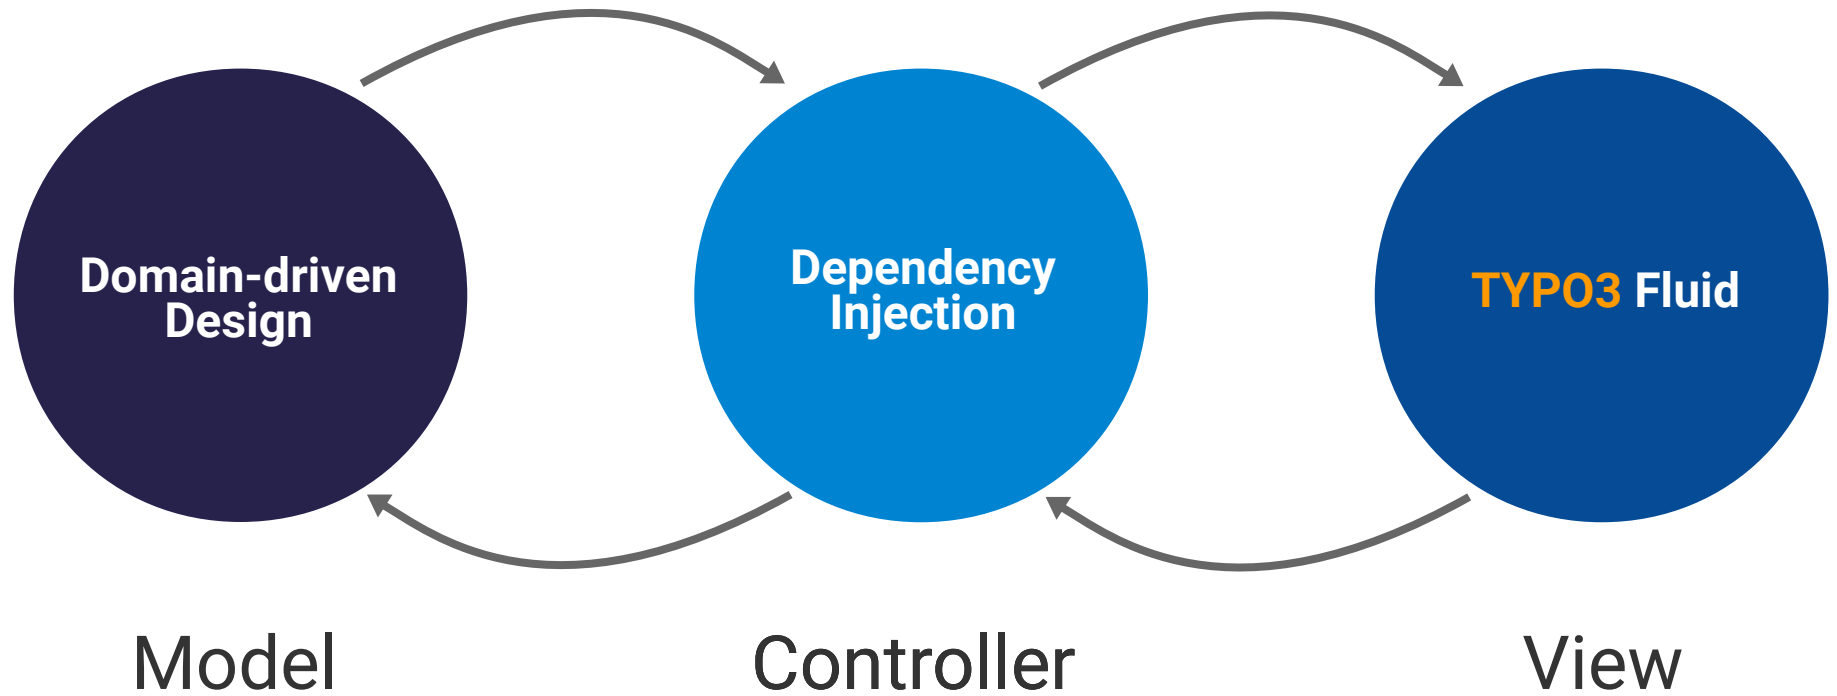 Domain-driven
Design
Dependency
Injection
TYPO3 Fluid
Model
Controller
View